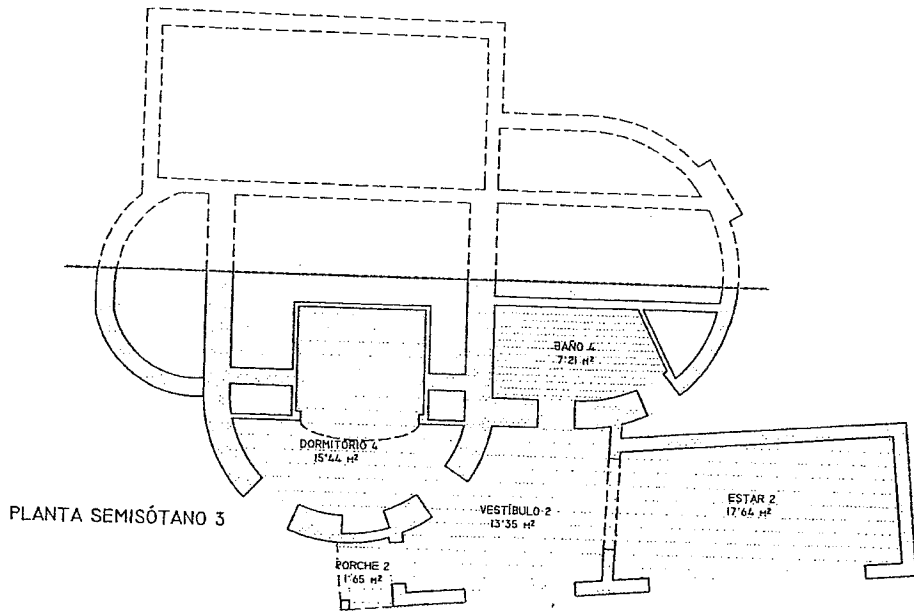 BAÑO 4
7'21 M²
DORMITORIO 4
15'44 M²
VESTÍBULO 2
13'35 M²
ESTAR 2
17'64 M²
PLANTA SEMISÓTANO 3
PORCHE 2
1'65 M²